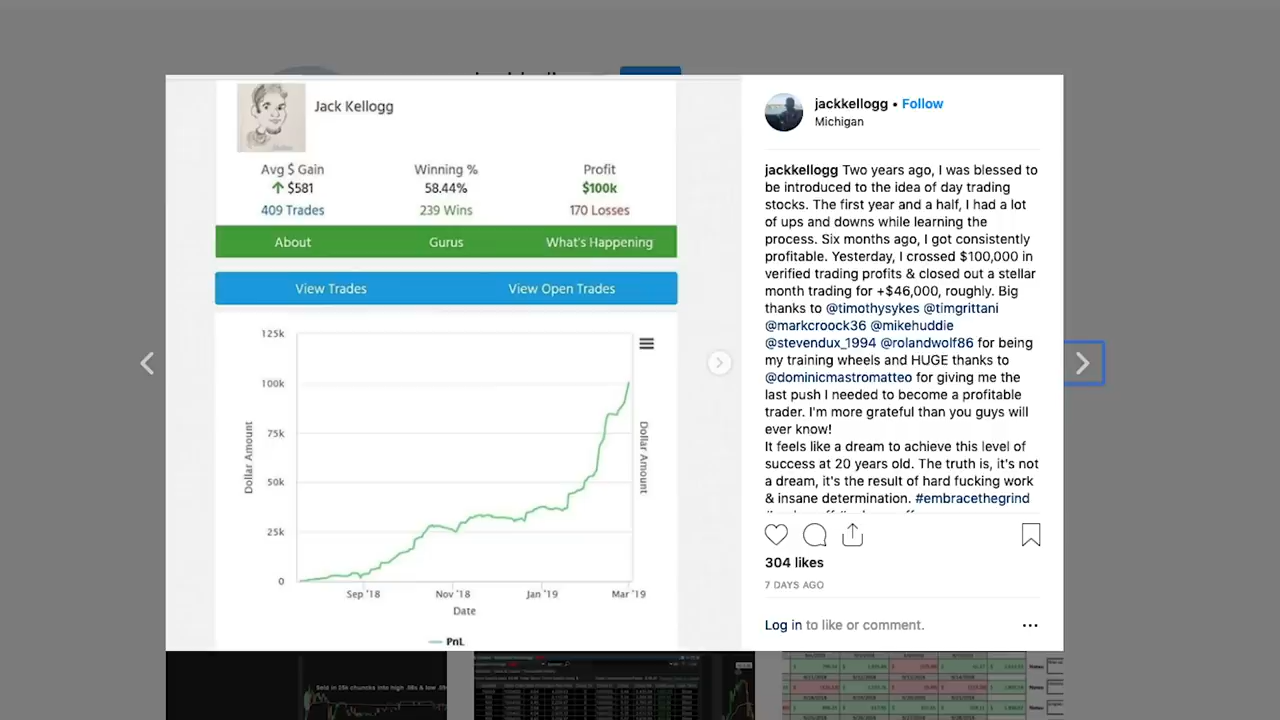 Jack Kellogg
Avg $ Gain Winning % Profit
$581 58.44% $100k
409 Trades 239 Wins 170 Losses
About Gurus What's Happening
View Trades View Open Trades
125k
100k
75k
50k
25k
0
Dollar Amount
Dollar Amount
Sep '18 Nov '18 Jan '19 Mar '19
Date
PnL
jackkellogg • Follow
Michigan
jackkellogg Two years ago, I was blessed to
be introduced to the idea of day trading
stocks. The first year and a half, I had a lot
of ups and downs while learning the
process. Six months ago, I got consistently
profitable. Yesterday, I crossed $100,000 in
verified trading profits & closed out a stellar
month trading for +$46,000, roughly. Big
thanks to @timothysykes @timgrittani
@markcroock36 @mikehuddie
@stevendux_1994 @rolandwolf86 for being
my training wheels and HUGE thanks to
@dominicmastromatteo for giving me the
last push I needed to become a profitable
trader. I'm more grateful than you guys will
ever know!
It feels like a dream to achieve this level of
success at 20 years old. The truth is, it's not
a dream, it's the result of hard fucking work
& insane determination. #embracethegrind
304 likes
7 DAYS AGO
Log in to like or comment.